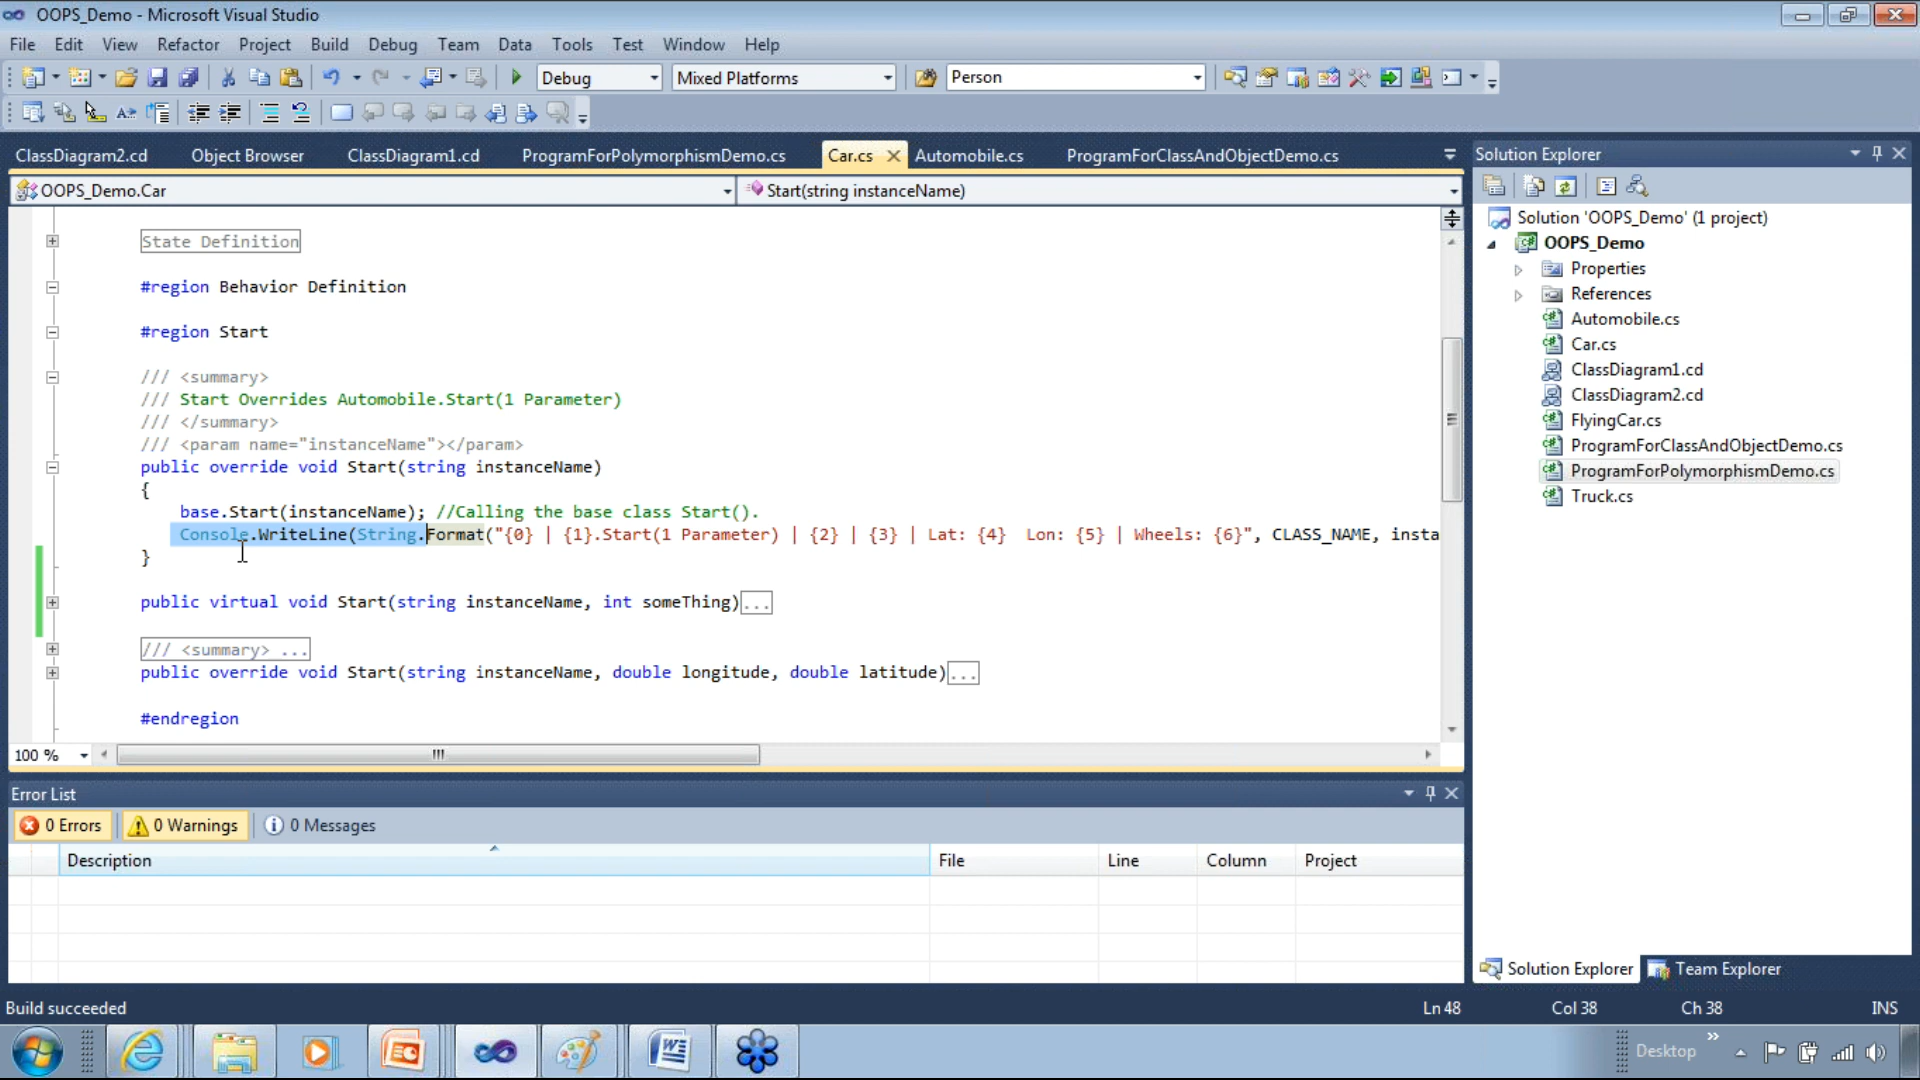 OOPS_Demo - Microsoft Visual Studio
File Edit View Refactor Project Build Debug Team Data Tools Test Window Help
Debug Mixed Platforms Person
ClassDiagram2.cd Object Browser ClassDiagram1.cd ProgramForPolymorphismDemo.cs Car.cs Automobile.cs ProgramForClassAndObjectDemo.cs
OOPS_Demo.Car Start(string instanceName)
State Definition
#region Behavior Definition
#region Start
/// <summary>
/// Start Overrides Automobile.Start(1 Parameter)
/// </summary>
/// <param name="instanceName"></param>
public override void Start(string instanceName)
{
base.Start(instanceName); //Calling the base class Start().
Console.WriteLine(String.Format("{0} | {1}.Start(1 Parameter) | {2} | {3} | Lat: {4}  Lon: {5} | Wheels: {6}", CLASS_NAME, insta
}
public virtual void Start(string instanceName, int someThing)...
/// <summary> ...
public override void Start(string instanceName, double longitude, double latitude)...
#endregion
100 %
Error List
0 Errors 0 Warnings 0 Messages
Description File Line Column Project
Solution Explorer
Solution 'OOPS_Demo' (1 project)
OOPS_Demo
Properties
References
Automobile.cs
Car.cs
ClassDiagram1.cd
ClassDiagram2.cd
FlyingCar.cs
ProgramForClassAndObjectDemo.cs
ProgramForPolymorphismDemo.cs
Truck.cs
Solution Explorer Team Explorer
Build succeeded Ln 48 Col 38 Ch 38 INS
Desktop